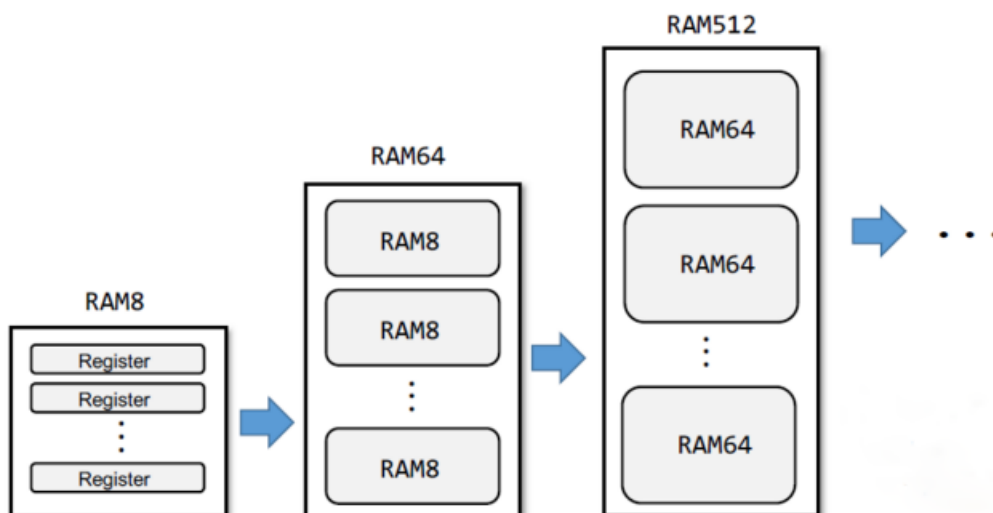 RAM8
Register
Register
⋮
Register
RAM64
RAM8
RAM8
⋮
RAM8
RAM512
RAM64
RAM64
⋮
RAM64
...